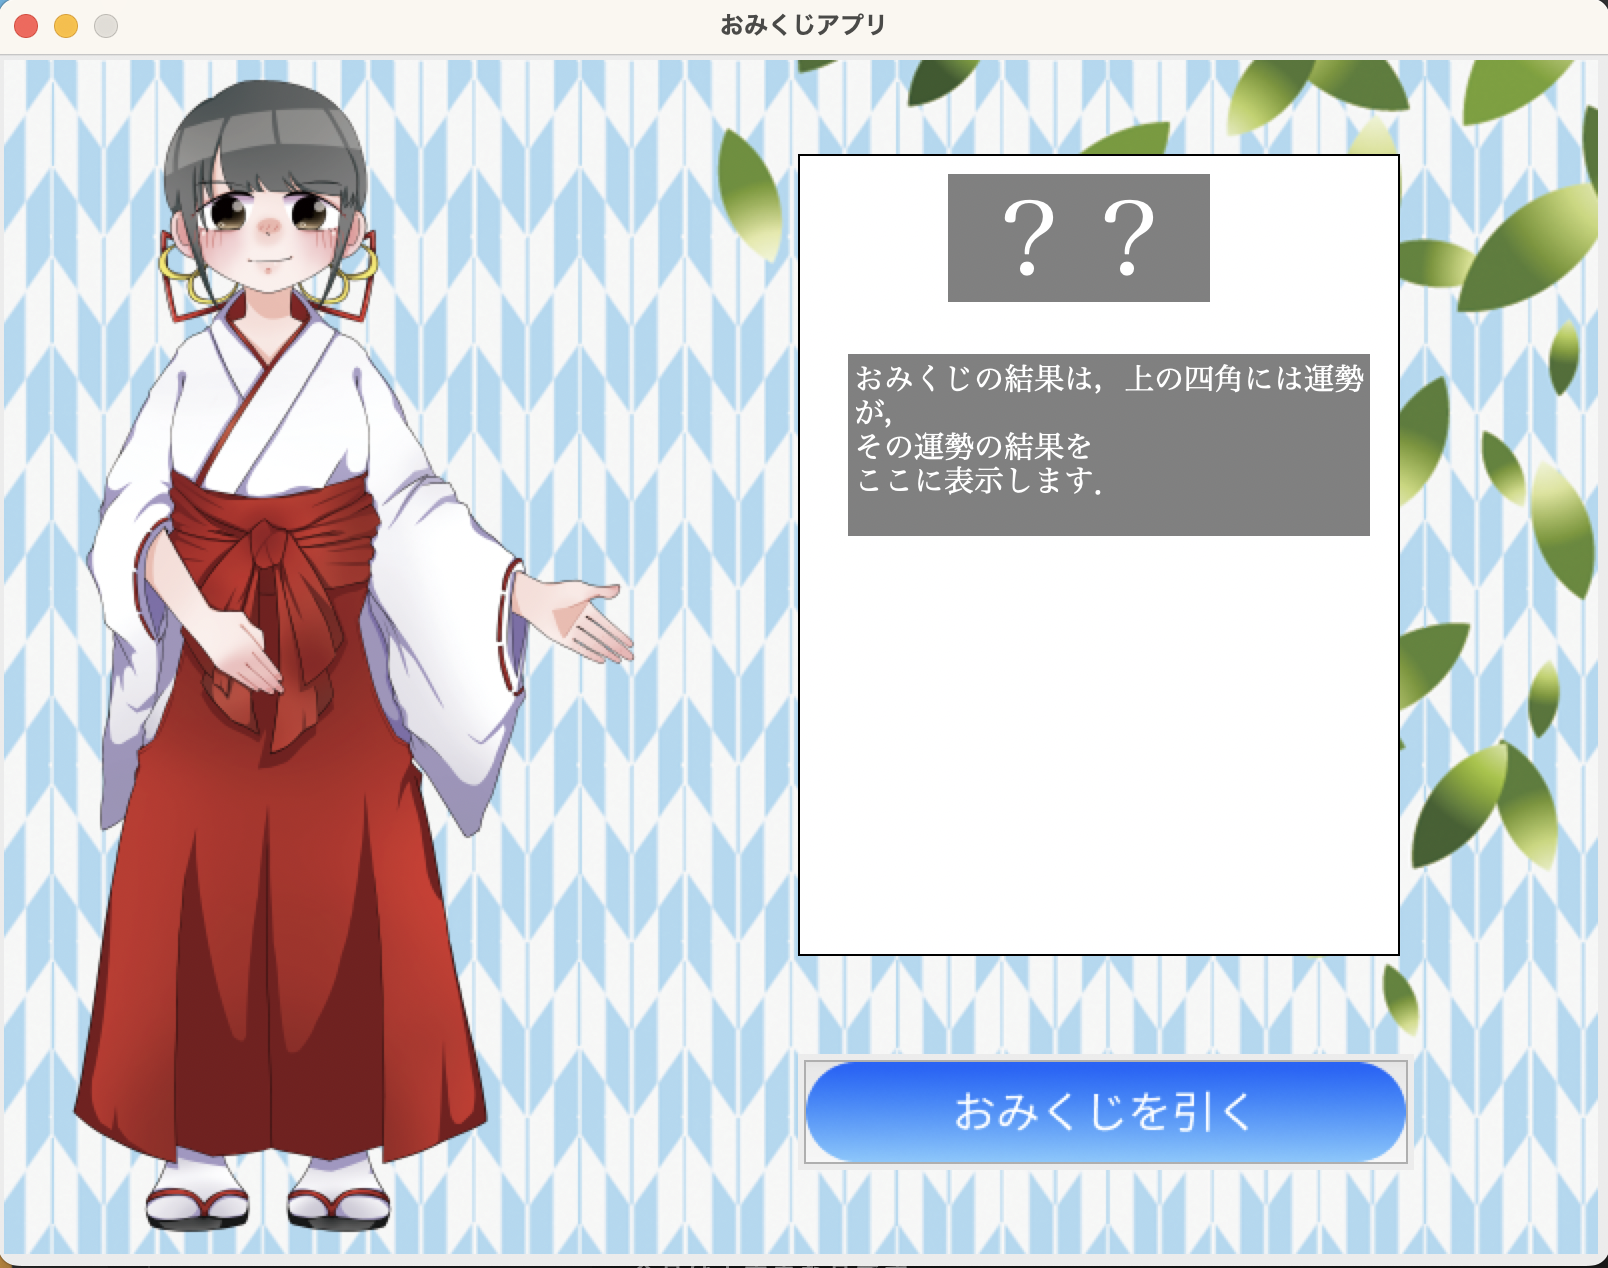 おみくじアプリ
？？
おみくじの結果は，上の四角には運勢
が，
その運勢の結果を
ここに表示します．
おみくじを引く